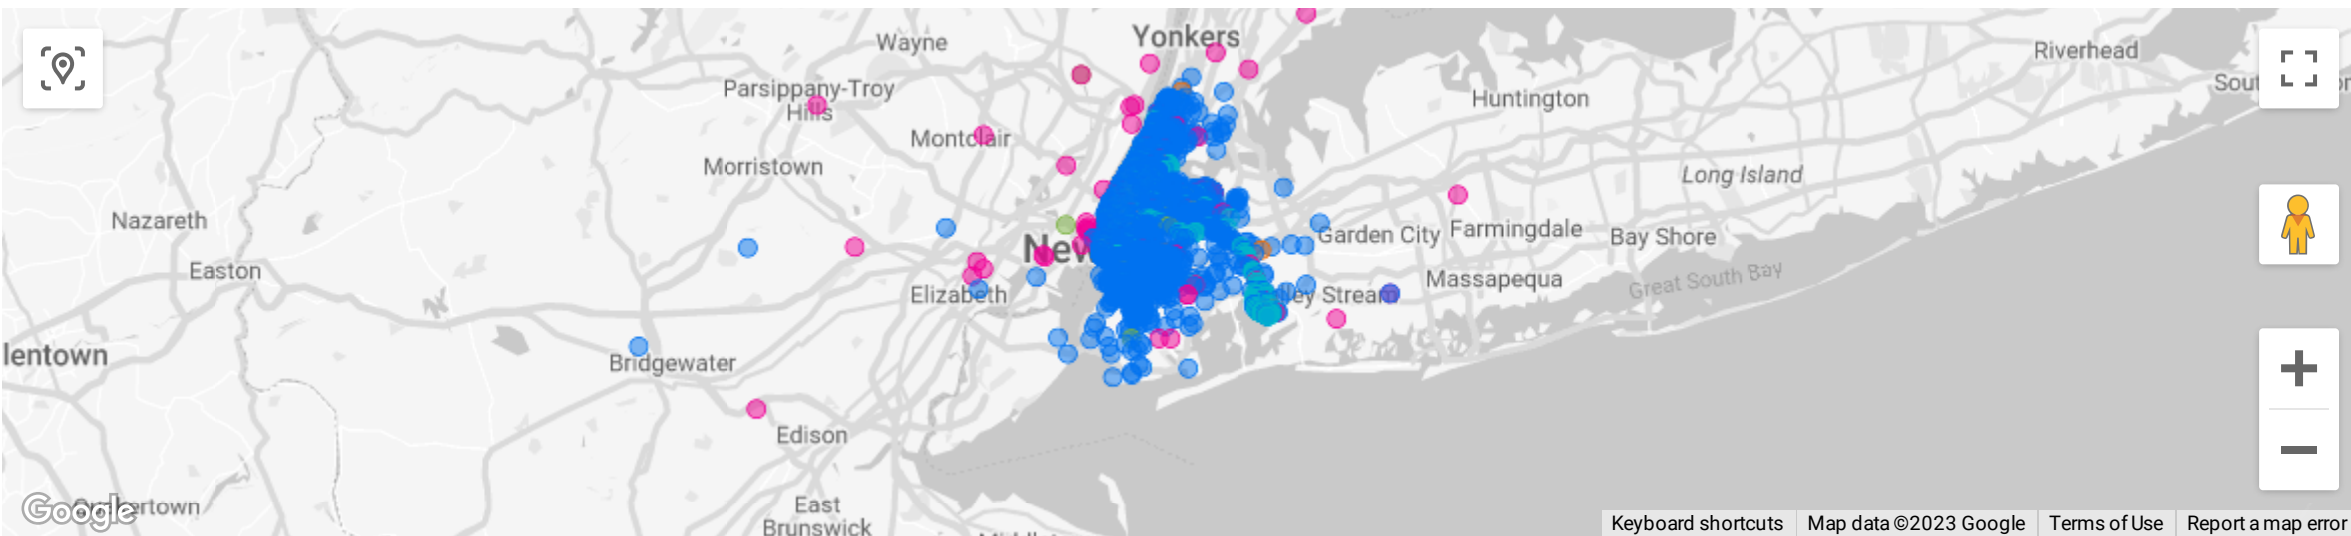 Yonkers
Wayne
Riverhead
Parsippany-Troy
Hills
Huntington
Montclair
Morristown
Long Island
Nazareth
Garden City
Farmingdale
Bay Shore
Easton
Massapequa
Great South Bay
Elizabeth
lentown
Bridgewater
Edison
East
Brunswick
Google
Keyboard shortcuts
Map data ©2023 Google
Terms of Use
Report a map error